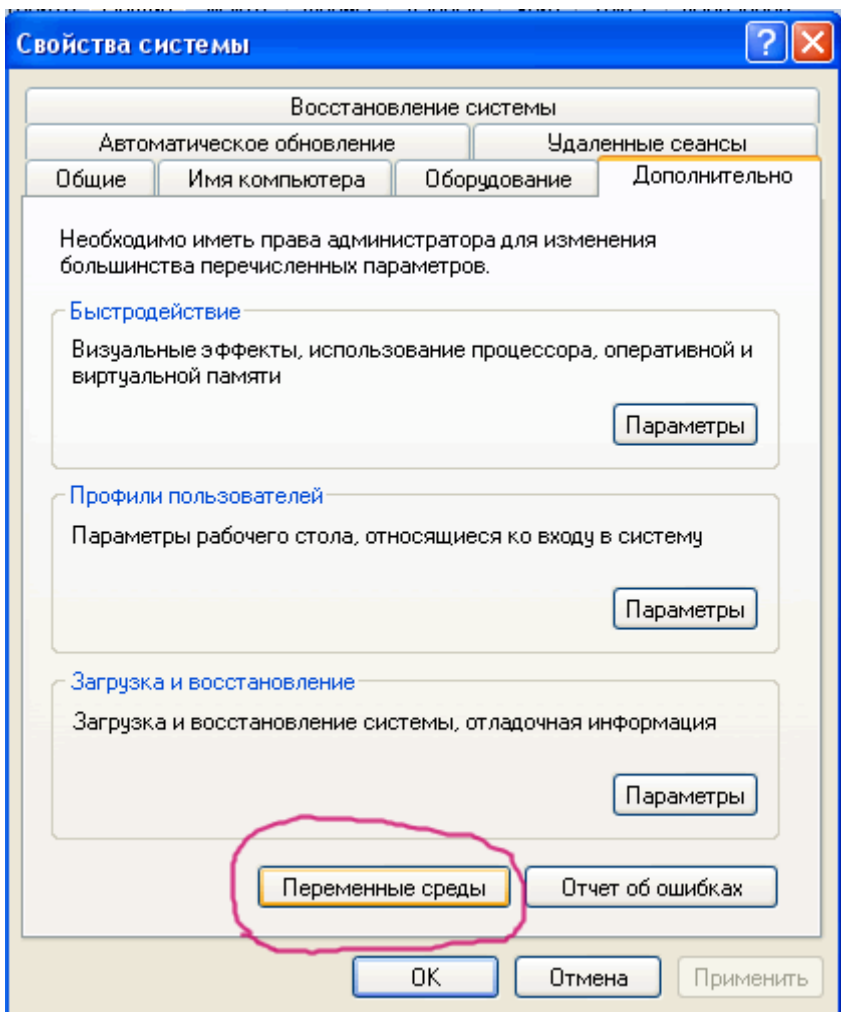 Свойства системы
Восстановление системы
Автоматическое обновление
Удаленные сеансы
Общие
Имя компьютера
Оборудование
Дополнительно
Необходимо иметь права администратора для изменения
большинства перечисленных параметров.
Быстродействие
Визуальные эффекты, использование процессора, оперативной и
виртуальной памяти
Параметры
Профили пользователей
Параметры рабочего стола, относящиеся ко входу в систему
Параметры
Загрузка и восстановление
Загрузка и восстановление системы, отладочная информация
Параметры
Переменные среды
Отчет об ошибках
ОК
Отмена
Применить